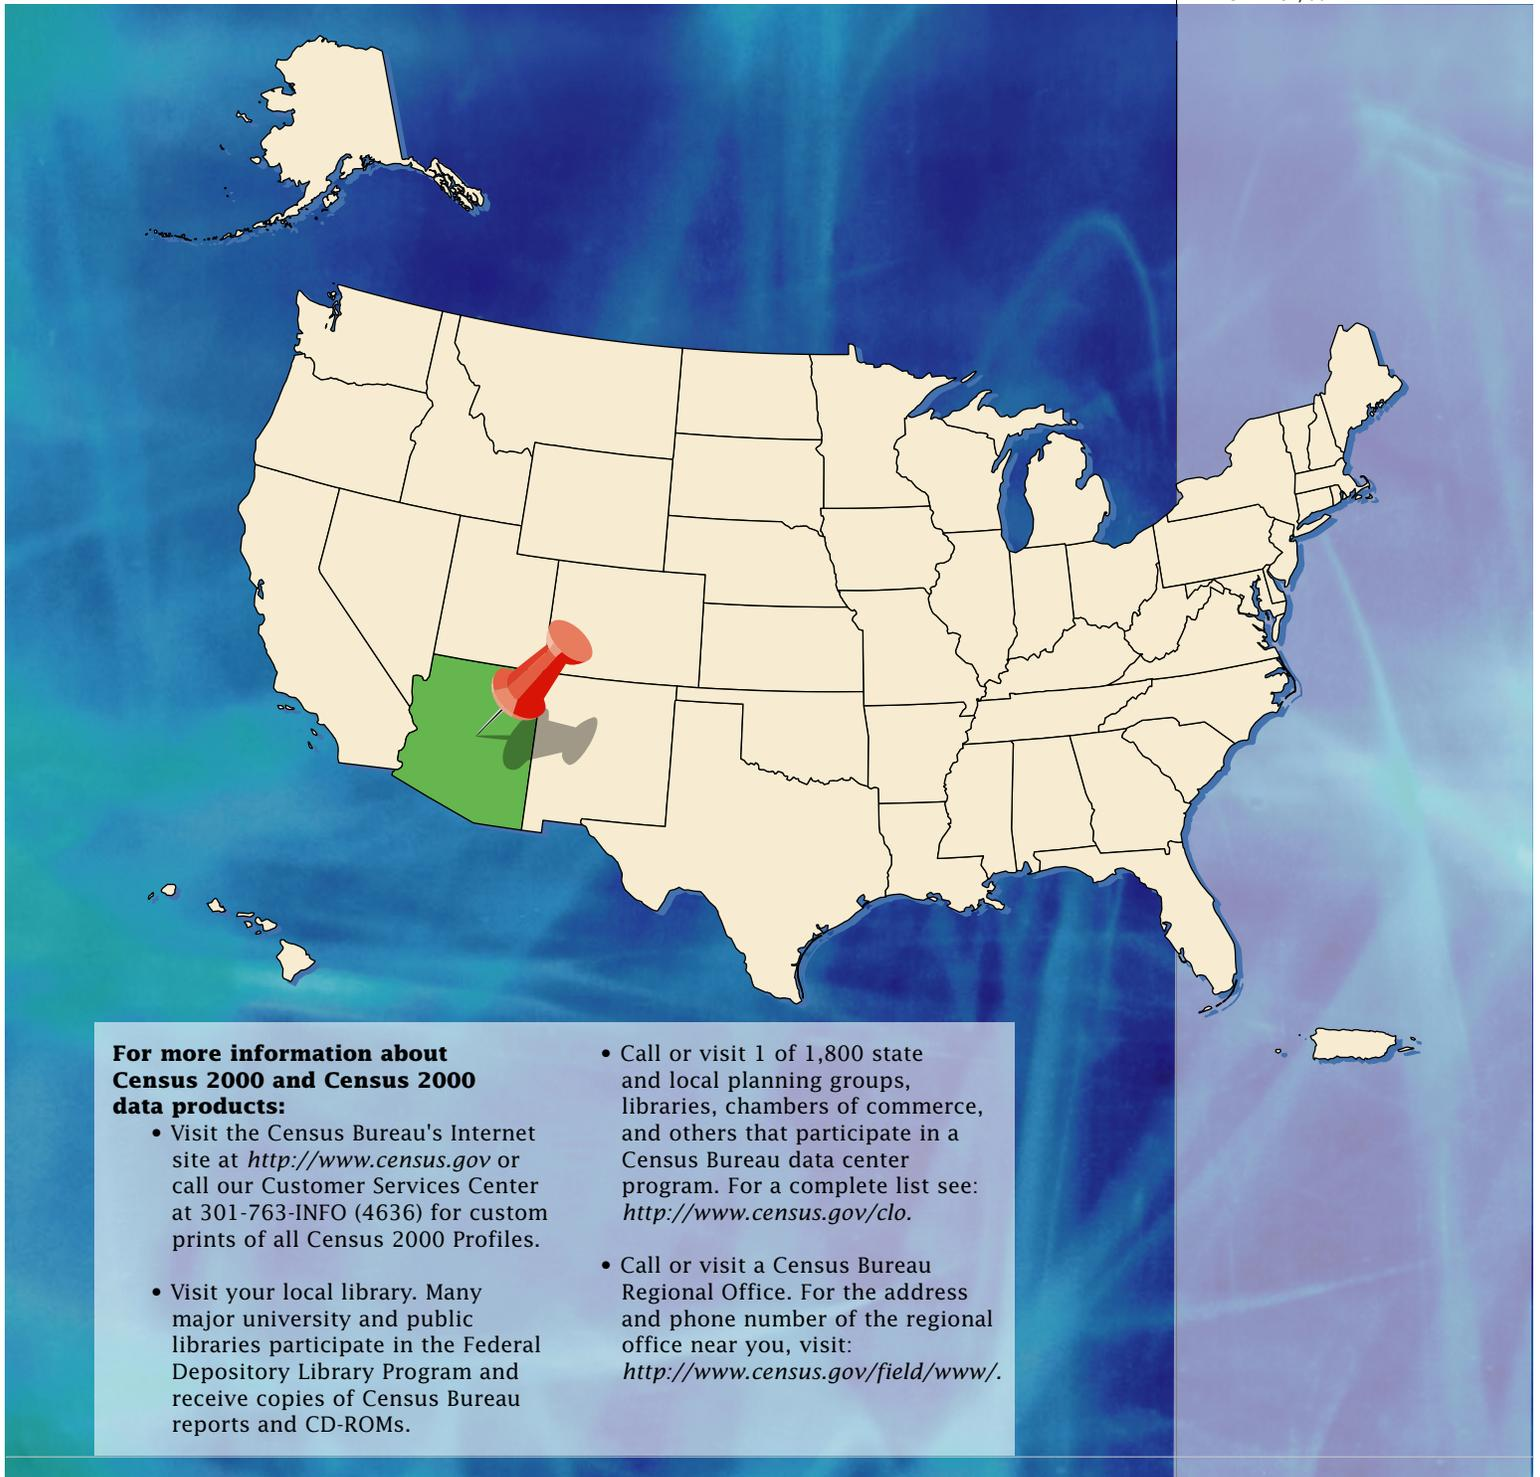 For more information about
Census 2000 and Census 2000
data products:
• Visit the Census Bureau's Internet
site at http://www.census.gov or
call our Customer Services Center
at 301-763-INFO (4636) for custom
prints of all Census 2000 Profiles.
• Visit your local library. Many
major university and public
libraries participate in the Federal
Depository Library Program and
receive copies of Census Bureau
reports and CD-ROMs.
• Call or visit 1 of 1,800 state
and local planning groups,
libraries, chambers of commerce,
and others that participate in a
Census Bureau data center
program. For a complete list see:
http://www.census.gov/clo.
• Call or visit a Census Bureau
Regional Office. For the address
and phone number of the regional
office near you, visit:
http://www.census.gov/field/www/.